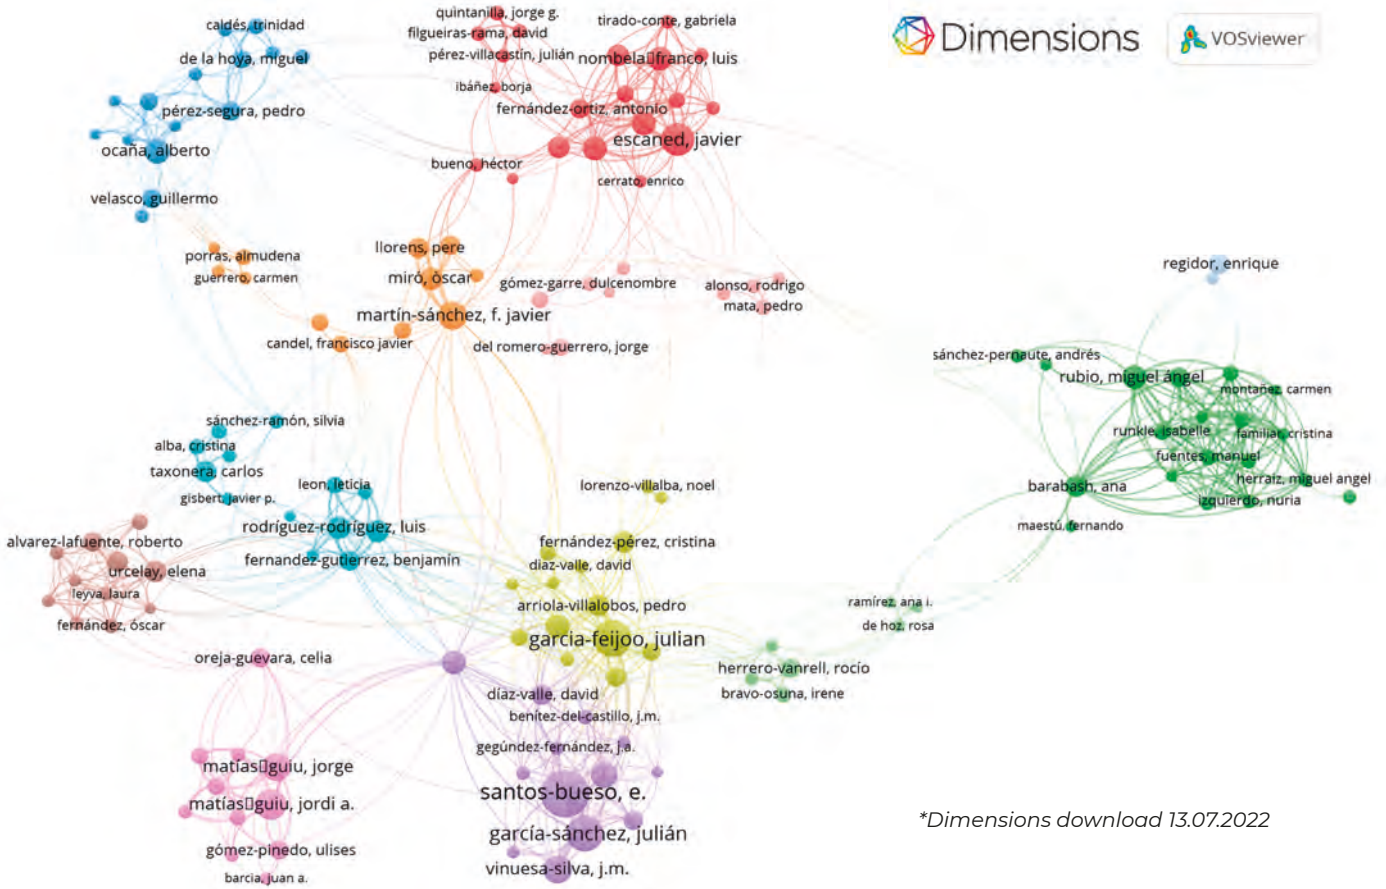 caldés, trinidad
de la hoya, miguel
pérez-segura, pedro
ocaña, alberto
velasco, guillermo
quintanilla, jorge g.
filgueiras-rama, david
pérez-villacastín, julián
ibáñez, borja
tirado-conte, gabriela
nombela▯franco, luis
fernández-ortiz, antonio
escaned, javier
bueno, héctor
cerrato, enrico
Dimensions
VOSviewer
porras, almudena
guerrero, carmen
llorens, pere
miró, òscar
martín-sánchez, f. javier
candel, francisco javier
gómez-garre, dulcenombre
del romero-guerrero, jorge
alonso, rodrigo
mata, pedro
regidor, enrique
sánchez-pernaute, andrés
rubio, miguel ángel
montañez, carmen
runkle, isabelle
familiar, cristina
fuentes, manuel
herraiz, miguel angel
barabash, ana
izquierdo, nuria
maestú, fernando
sánchez-ramón, silvia
alba, cristina
taxonera, carlos
gisbert, javier p.
leon, leticia
rodríguez-rodríguez, luis
fernandez-gutierrez, benjamín
alvarez-lafuente, roberto
urcelay, elena
leyva, laura
fernández, óscar
lorenzo-villalba, noel
fernández-pérez, cristina
diaz-valle, david
arriola-villalobos, pedro
garcia-feijoo, julian
ramírez, ana i.
de hoz, rosa
herrero-vanrell, rocío
bravo-osuna, irene
oreja-guevara, celia
matías▯guiu, jorge
matías▯guiu, jordi a.
gómez-pinedo, ulises
barcia, juan a.
díaz-valle, david
benítez-del-castillo, j.m.
gegúndez-fernández, j.a.
santos-bueso, e.
garcía-sánchez, julián
vinuesa-silva, j.m.
*Dimensions download 13.07.2022